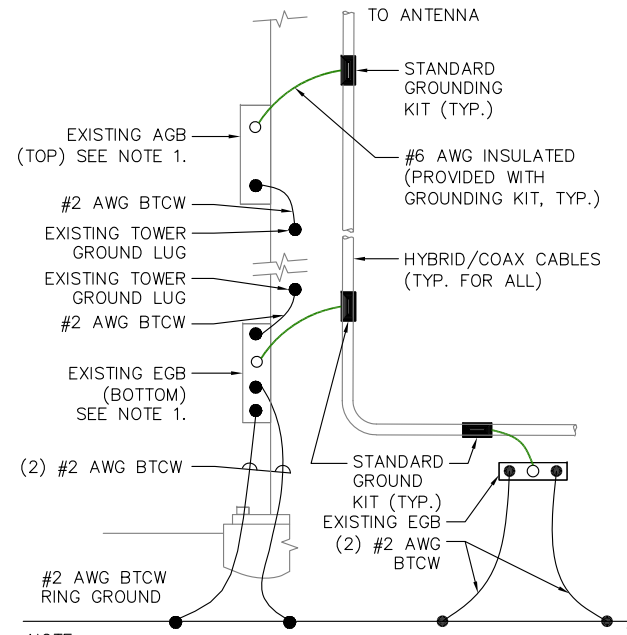 TO ANTENNA
STANDARD
GROUNDING
KIT (TYP.)
EXISTING AGB
(TOP) SEE NOTE 1.
#6 AWG INSULATED
(PROVIDED WITH
GROUNDING KIT, TYP.)
#2 AWG BTCW
EXISTING TOWER
GROUND LUG
HYBRID/COAX CABLES
(TYP. FOR ALL)
EXISTING TOWER
GROUND LUG
#2 AWG BTCW
EXISTING EGB
(BOTTOM)
SEE NOTE 1.
(2) #2 AWG BTCW
STANDARD
GROUND
KIT (TYP.)
EXISTING EGB
(2) #2 AWG
BTCW
#2 AWG BTCW
RING GROUND
NOTE